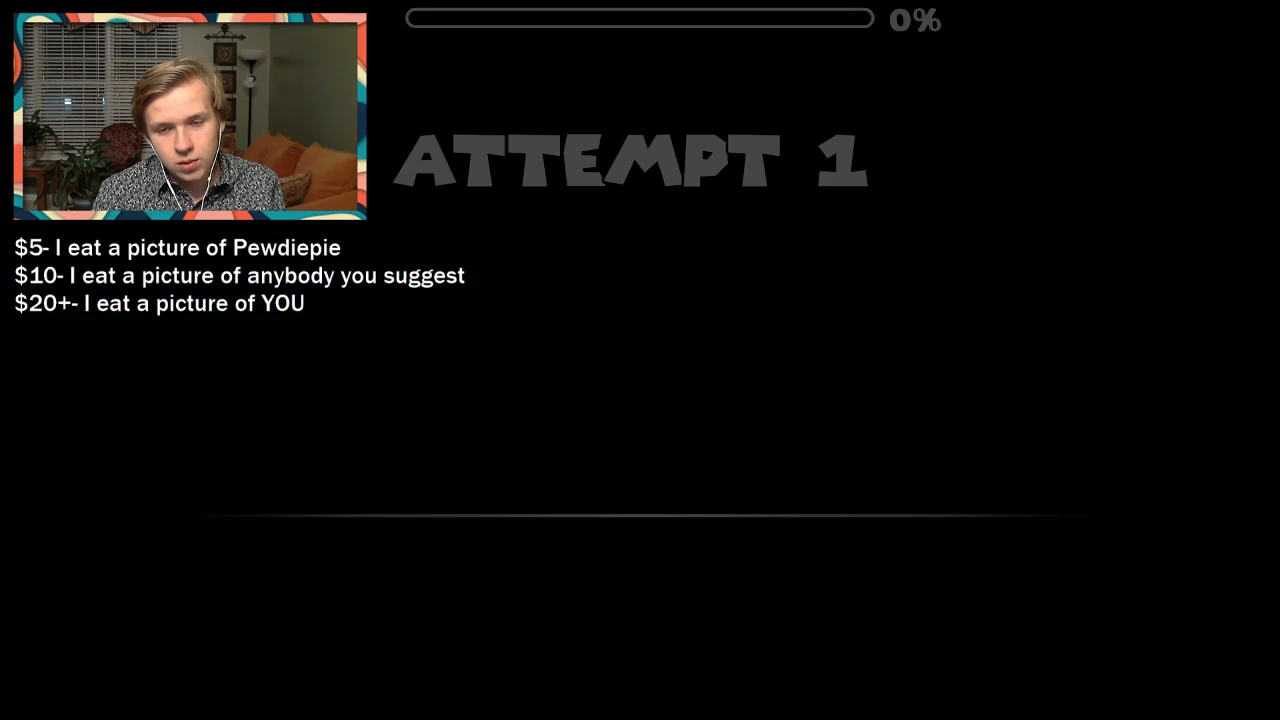 0%
ATTEMPT 1
$5- I eat a picture of Pewdiepie
$10- I eat a picture of anybody you suggest
$20+- I eat a picture of YOU